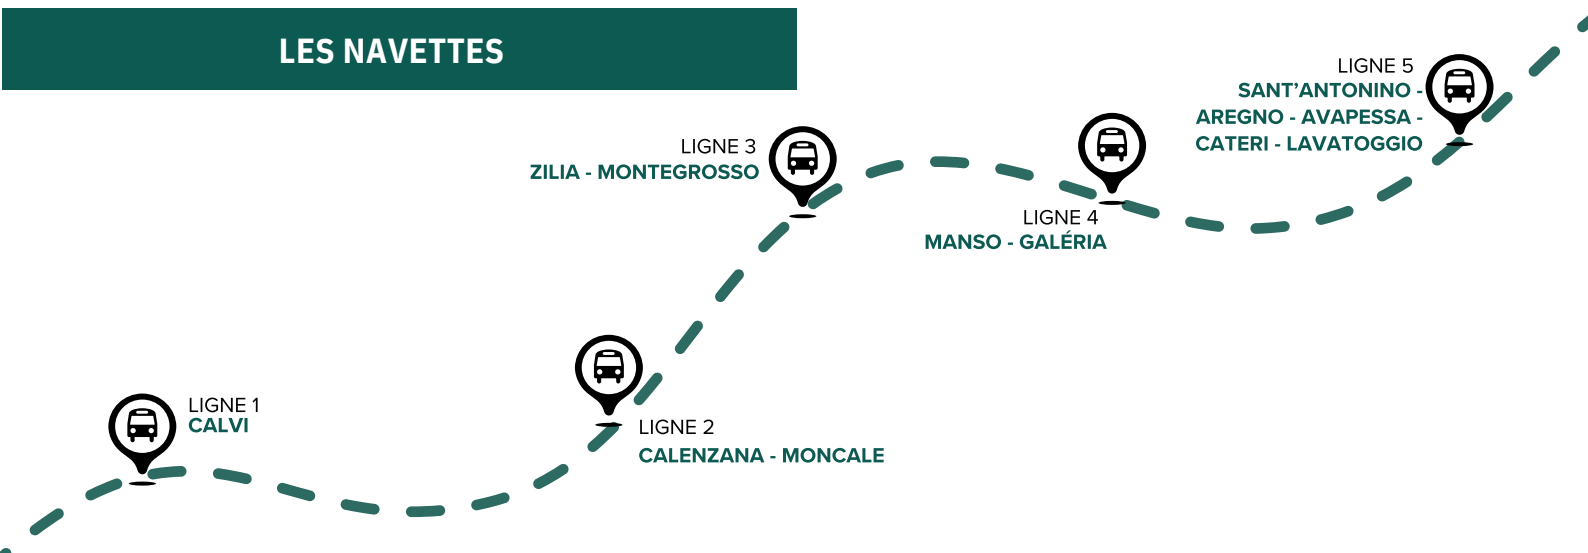 LES NAVETTES
LIGNE 1
CALVI
LIGNE 2
CALENZANA - MONCALE
LIGNE 3
ZILIA - MONTEGROSSO
LIGNE 4
MANSO - GALÉRIA
LIGNE 5
SANT’ANTONINO -
AREGNO - AVAPESSA -
CATERI - LAVATOGGIO